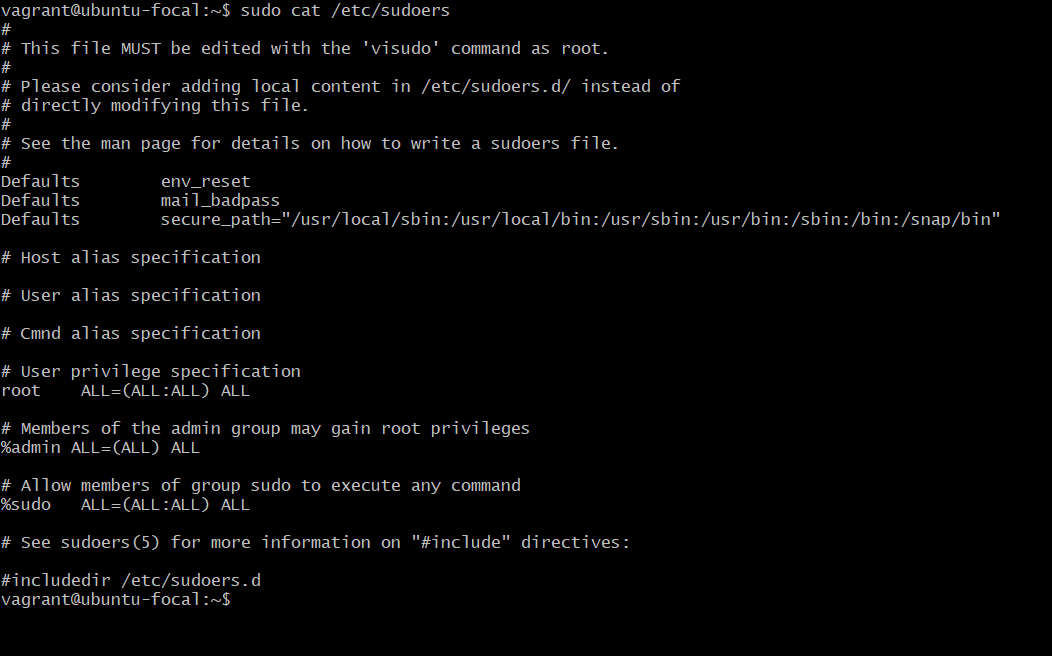 vagrant@ubuntu-focal:~$ sudo cat /etc/sudoers
#
# This file MUST be edited with the 'visudo' command as root.
#
# Please consider adding local content in /etc/sudoers.d/ instead of
# directly modifying this file.
#
# See the man page for details on how to write a sudoers file.
#
Defaults        env_reset
Defaults        mail_badpass
Defaults        secure_path="/usr/local/sbin:/usr/local/bin:/usr/sbin:/usr/bin:/sbin:/bin:/snap/bin"

# Host alias specification

# User alias specification

# Cmnd alias specification

# User privilege specification
root    ALL=(ALL:ALL) ALL

# Members of the admin group may gain root privileges
%admin ALL=(ALL) ALL

# Allow members of group sudo to execute any command
%sudo   ALL=(ALL:ALL) ALL

# See sudoers(5) for more information on "#include" directives:

#includedir /etc/sudoers.d
vagrant@ubuntu-focal:~$